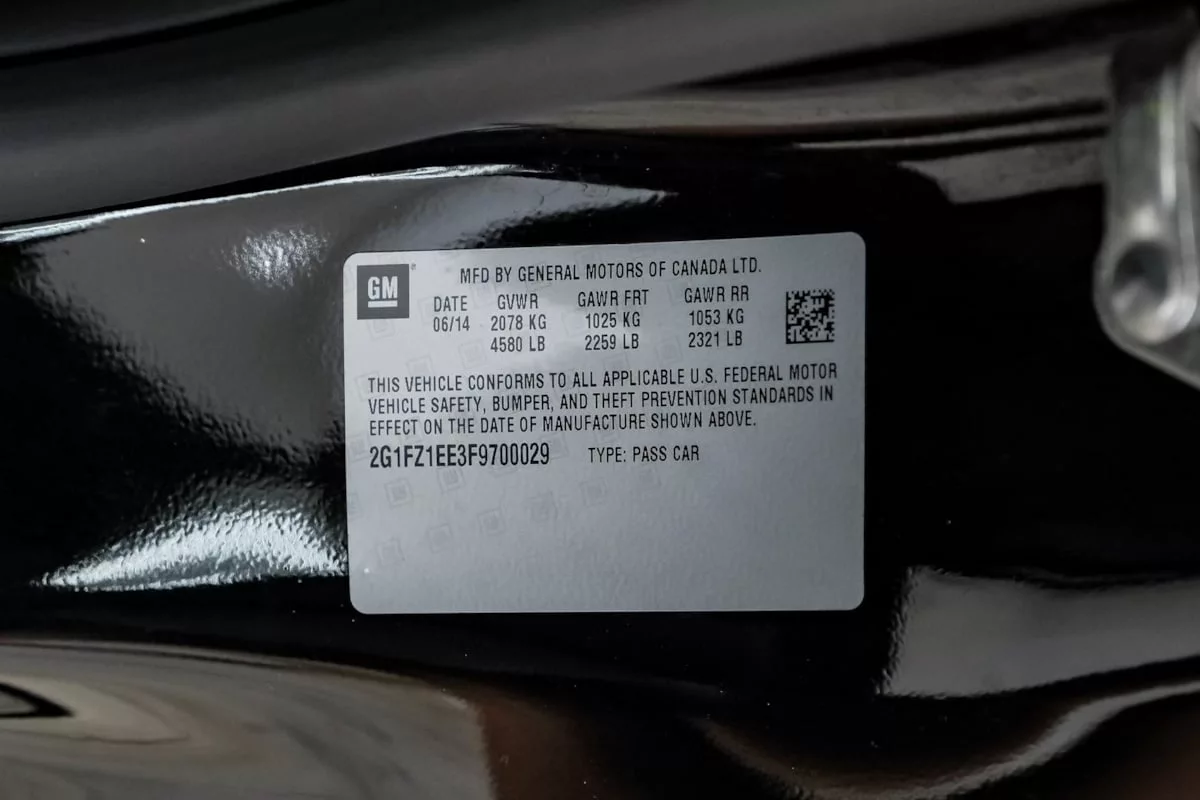 GM
MFD BY GENERAL MOTORS OF CANADA LTD.
DATE GVWR GAWR FRT GAWR RR
06/14 2078 KG 1025 KG 1053 KG
4580 LB 2259 LB 2321 LB
THIS VEHICLE CONFORMS TO ALL APPLICABLE U.S. FEDERAL MOTOR
VEHICLE SAFETY, BUMPER, AND THEFT PREVENTION STANDARDS IN
EFFECT ON THE DATE OF MANUFACTURE SHOWN ABOVE.
2G1FZ1EE3F9700029 TYPE: PASS CAR